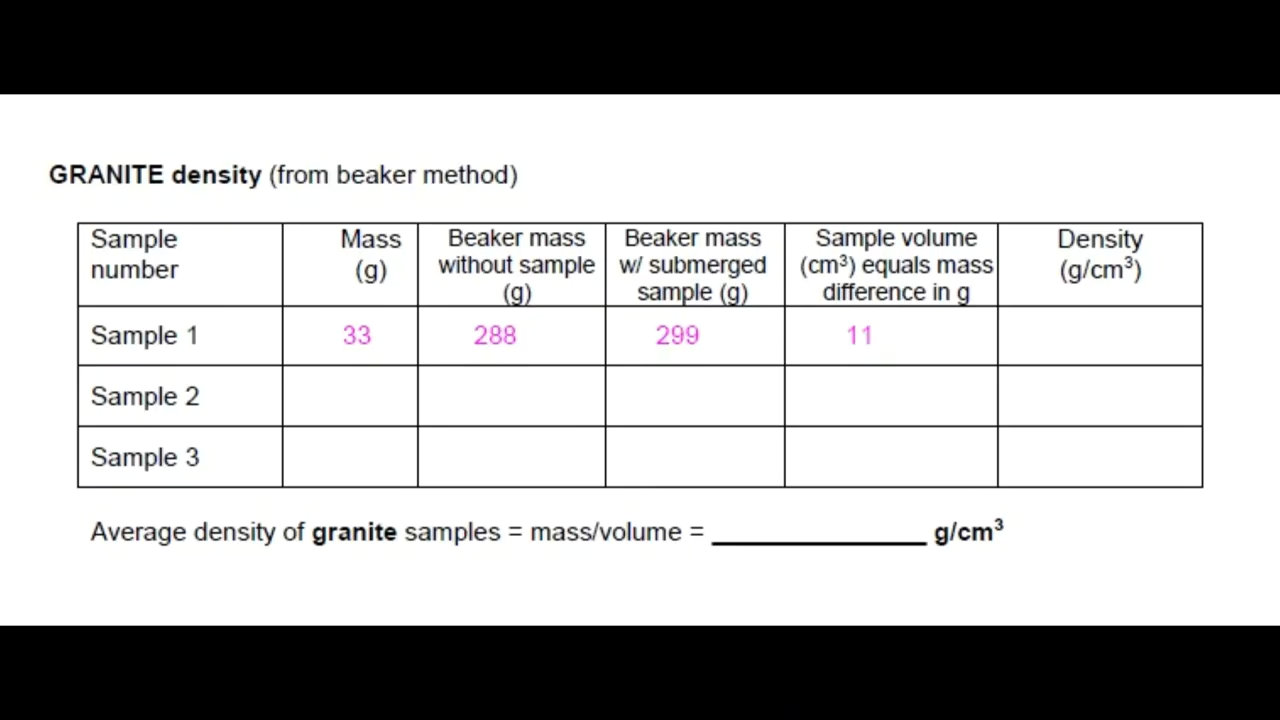 GRANITE density (from beaker method)
Sample number Mass (g) Beaker mass without sample (g) Beaker mass w/ submerged sample (g) Sample volume (cm³) equals mass difference in g Density (g/cm³)
Sample 1 33 288 299 11
Sample 2
Sample 3
Average density of granite samples = mass/volume = ________________ g/cm³